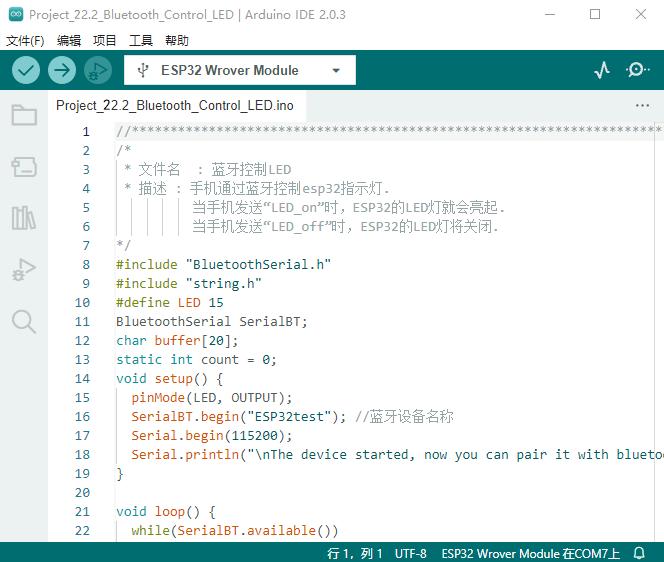 Project_22.2_Bluetooth_Control_LED | Arduino IDE 2.0.3
文件(F) 编辑 项目 工具 帮助
ESP32 Wrover Module
Project_22.2_Bluetooth_Control_LED.ino
1 //**********************************************************************
2 /*
3 * 文件名 : 蓝牙控制LED
4 * 描述 : 手机通过蓝牙控制esp32指示灯.
5 当手机发送“LED_on”时，ESP32的LED灯就会亮起.
6 当手机发送“LED_off”时，ESP32的LED灯将关闭.
7 */
8 #include "BluetoothSerial.h"
9 #include "string.h"
10 #define LED 15
11 BluetoothSerial SerialBT;
12 char buffer[20];
13 static int count = 0;
14 void setup() {
15 pinMode(LED, OUTPUT);
16 SerialBT.begin("ESP32test"); //蓝牙设备名称
17 Serial.begin(115200);
18 Serial.println("\nThe device started, now you can pair it with blueto
19 }
20
21 void loop() {
22 while(SerialBT.available())
行 1，列 1 UTF-8 ESP32 Wrover Module 在COM7上